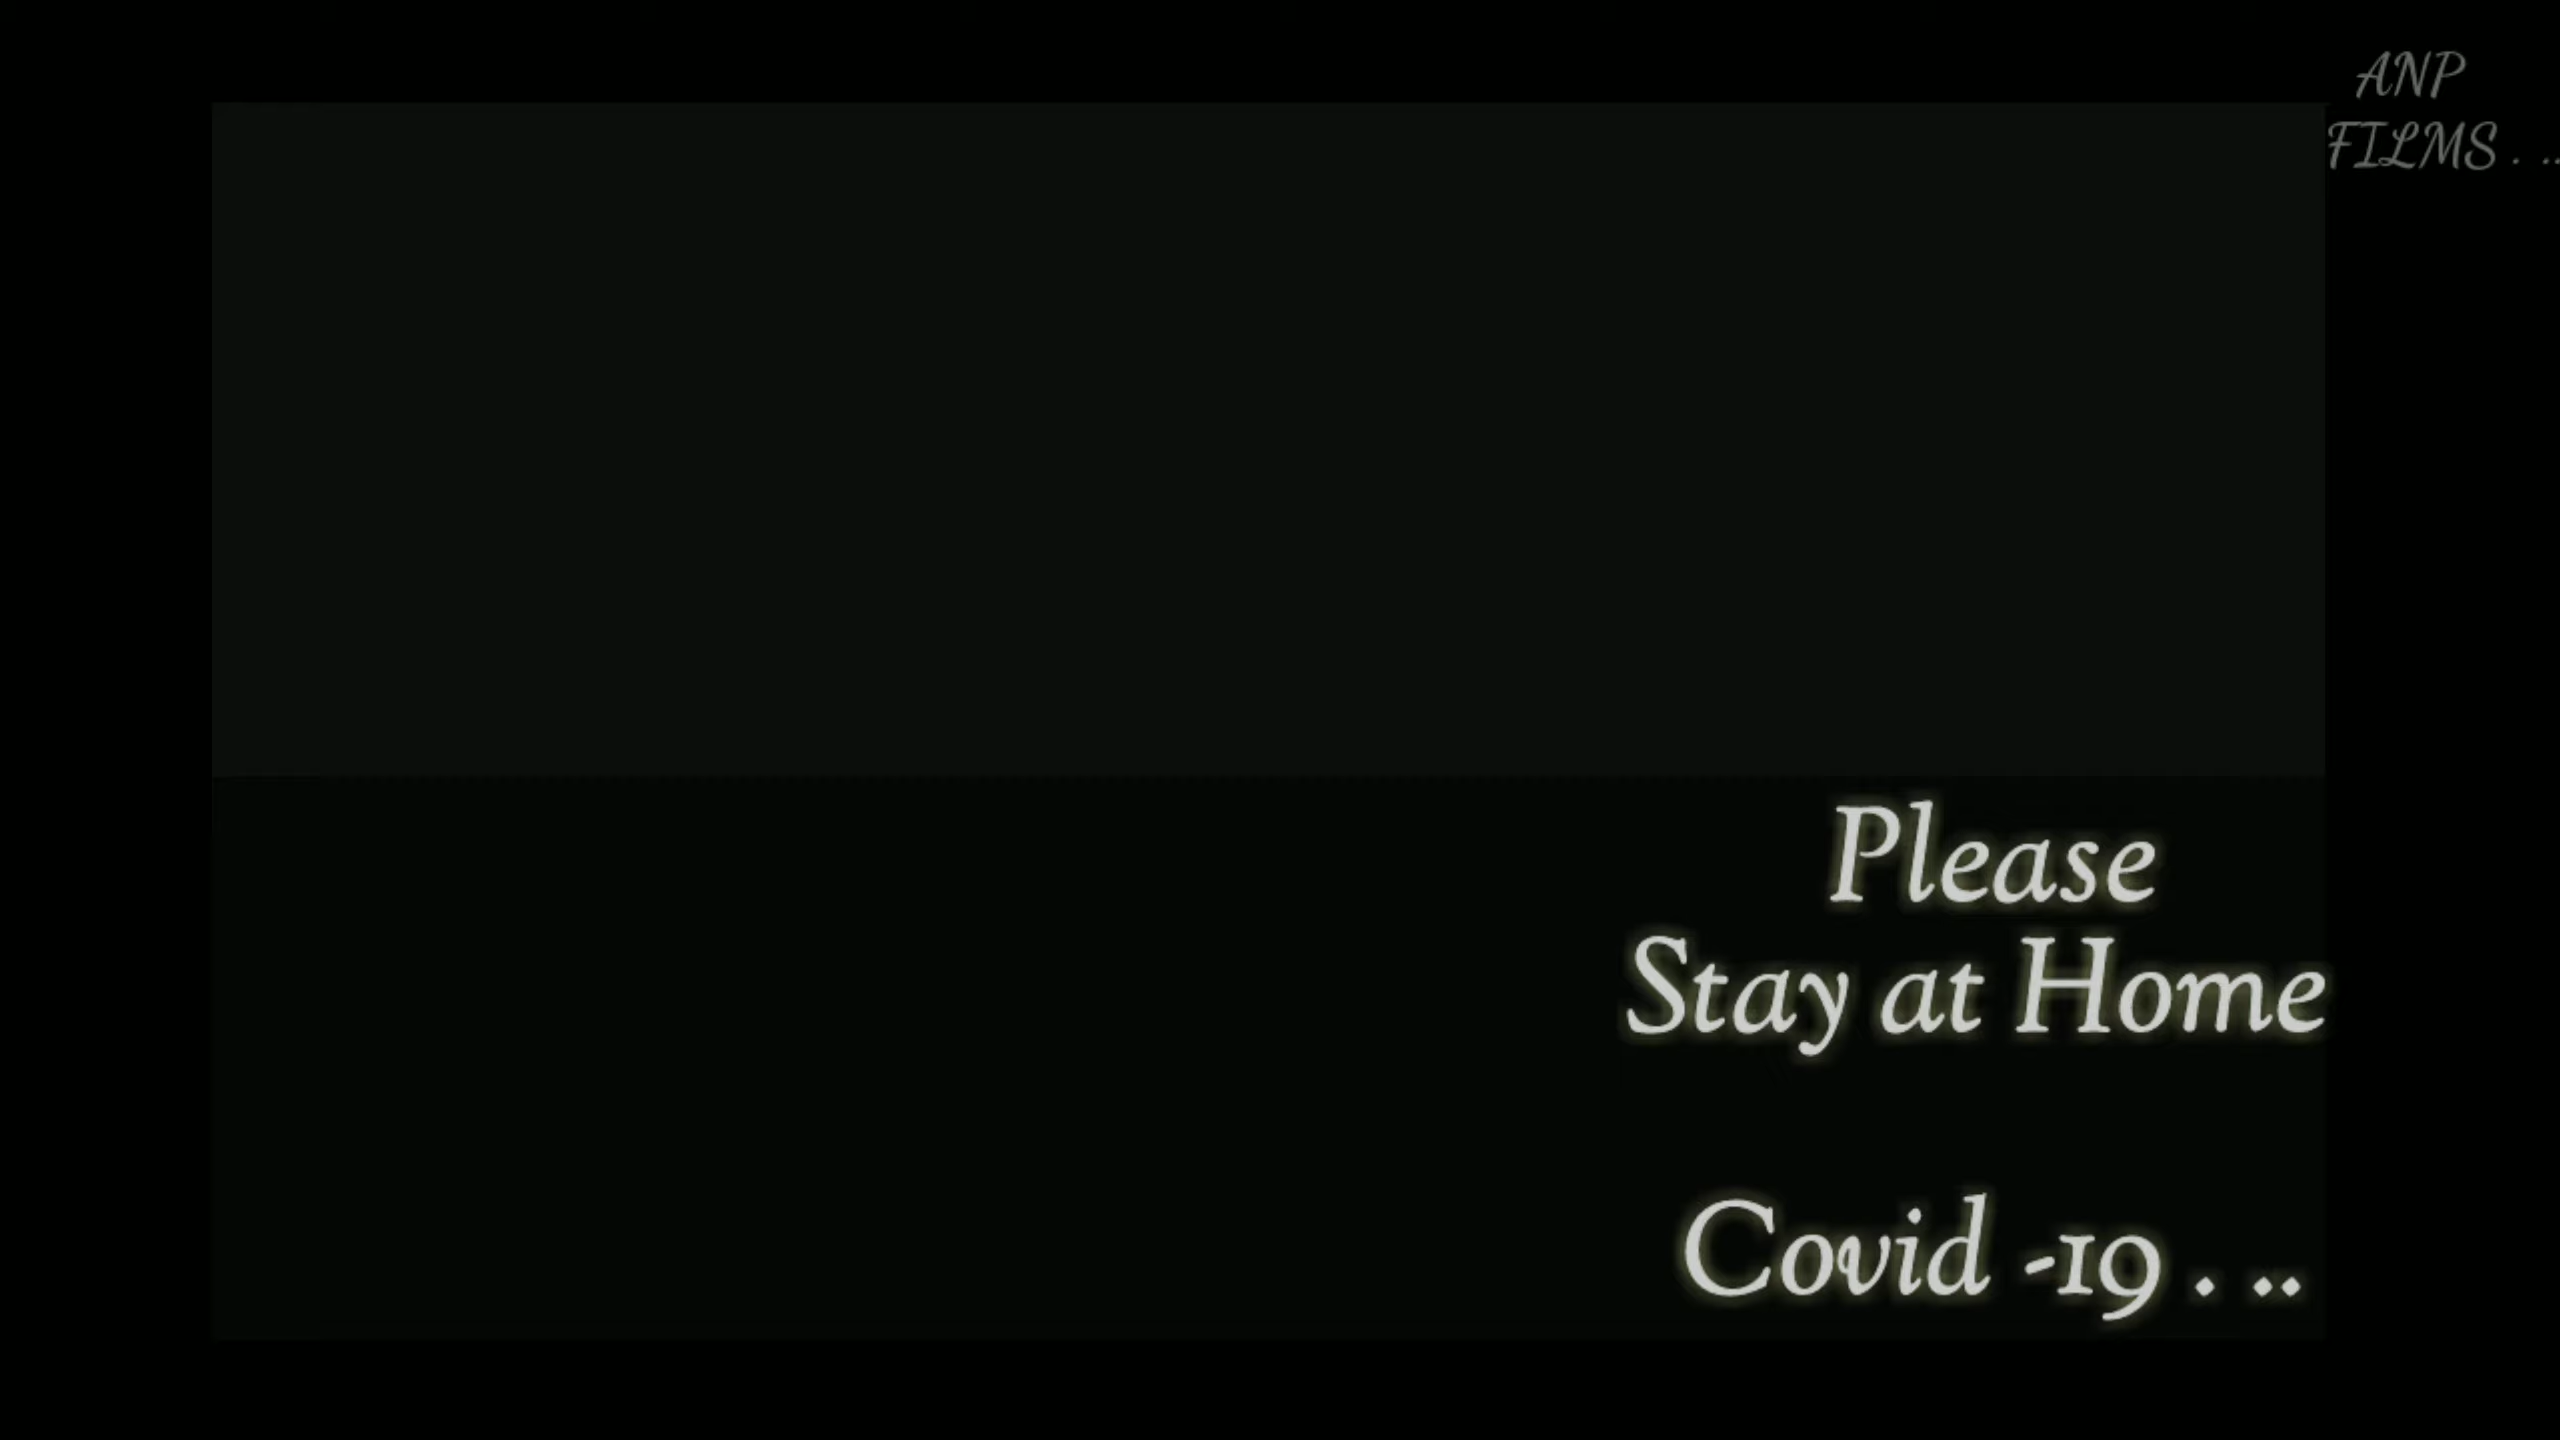 ANP
FILMS . ..
Please
Stay at Home
Covid -19 . ..